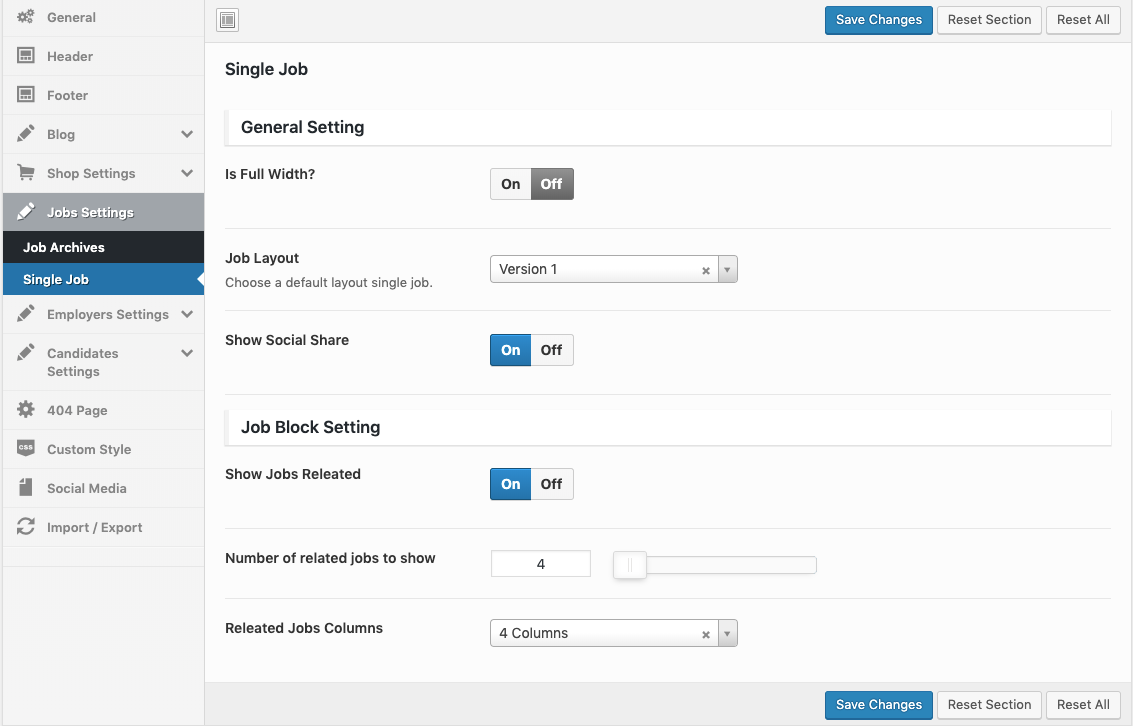 General
Header
Footer
Blog
Shop Settings
Jobs Settings
Job Archives
Single Job
Employers Settings
Candidates
Settings
404 Page
CSS
Custom Style
Social Media
Import / Export
Save Changes Reset Section Reset All
Single Job
General Setting
Is Full Width?
On Off
Job Layout
Choose a default layout single job.
Version 1 ×
Show Social Share
On Off
Job Block Setting
Show Jobs Releated
On Off
Number of related jobs to show
4
Releated Jobs Columns
4 Columns ×
Save Changes Reset Section Reset All